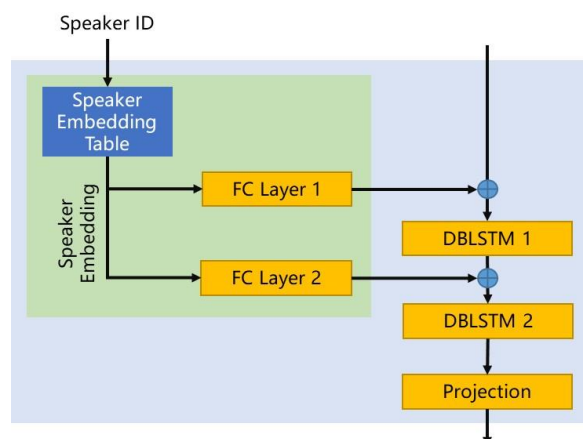 Speaker ID
Speaker
Embedding
Table
Speaker
Embedding
FC Layer 1
DBLSTM 1
FC Layer 2
DBLSTM 2
Projection